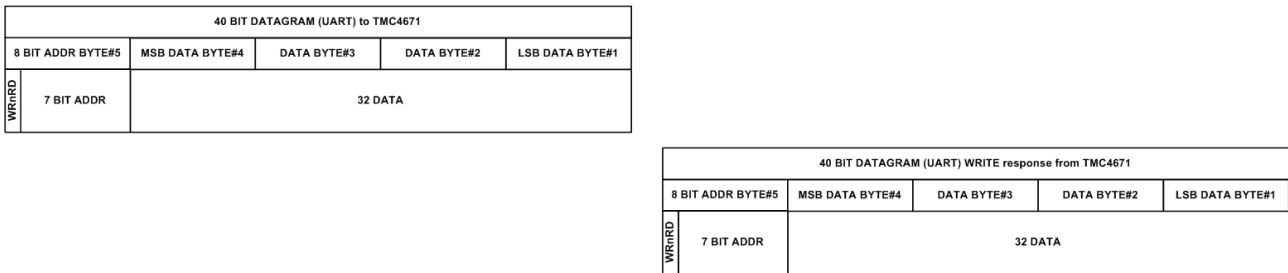 40 BIT DATAGRAM (UART) to TMC4671
8 BIT ADDR BYTE#5 MSB DATA BYTE#4 DATA BYTE#3 DATA BYTE#2 LSB DATA BYTE#1
WRnRD 7 BIT ADDR 32 DATA
40 BIT DATAGRAM (UART) WRITE response from TMC4671
8 BIT ADDR BYTE#5 MSB DATA BYTE#4 DATA BYTE#3 DATA BYTE#2 LSB DATA BYTE#1
WRnRD 7 BIT ADDR 32 DATA